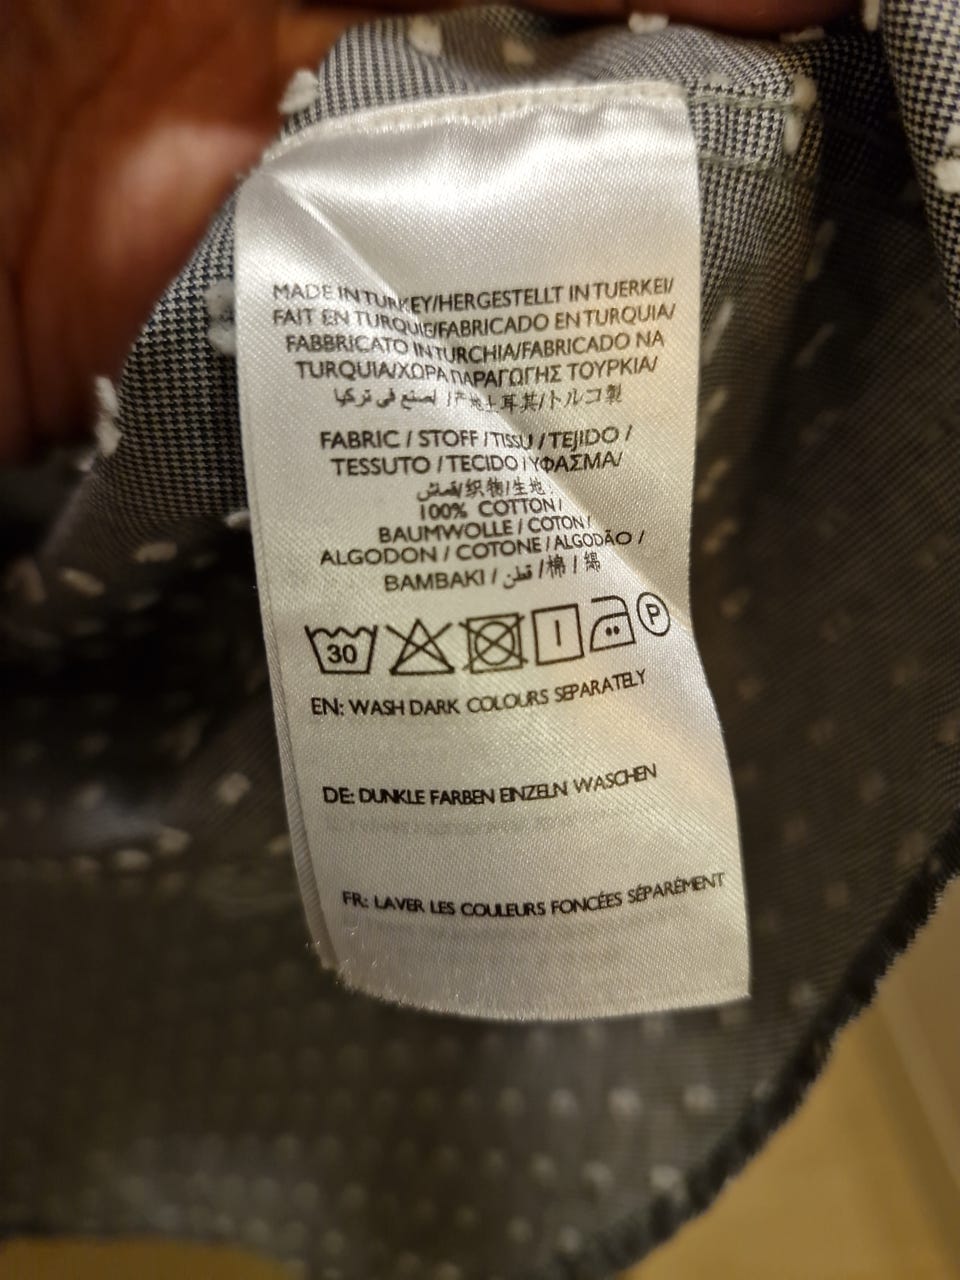 MADE IN TURKEY/HERGESTELLT IN TUERKEI/
FAIT EN TURQUIE/FABRICADO EN TURQUIA/
FABBRICATO IN TURCHIA/FABRICADO NA
TURQUIA/ΧΩΡΑ ΠΑΡΑΓΩΓΗΣ ΤΟΥΡΚΙΑ/
صنع في تركيا/产地土耳其/トルコ製
FABRIC / STOFF / TISSU / TEJIDO /
TESSUTO / TECIDO / ΥΦΑΣΜΑ/
قماش/织物/生地:
100% COTTON/
BAUMWOLLE / COTON/
ALGODON / COTONE / ALGODÃO /
BAMBAKI / قطن /棉 / 綿
30 P
EN: WASH DARK COLOURS SEPARATELY
DE: DUNKLE FARBEN EINZELN WASCHEN
FR: LAVER LES COULEURS FONCÉES SÉPARÉMENT